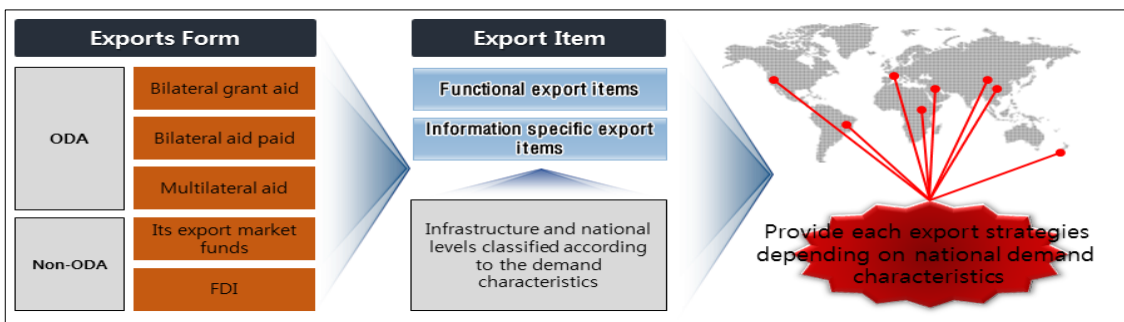 Exports Form
ODA
Bilateral grant aid
Bilateral aid paid
Multilateral aid
Non-ODA
Its export market
funds
FDI
Export Item
Functional export items
Information specific export
items
Infrastructure and national
levels classified according
to the demand
characteristics
Provide each export strategies
depending on national demand
characteristics